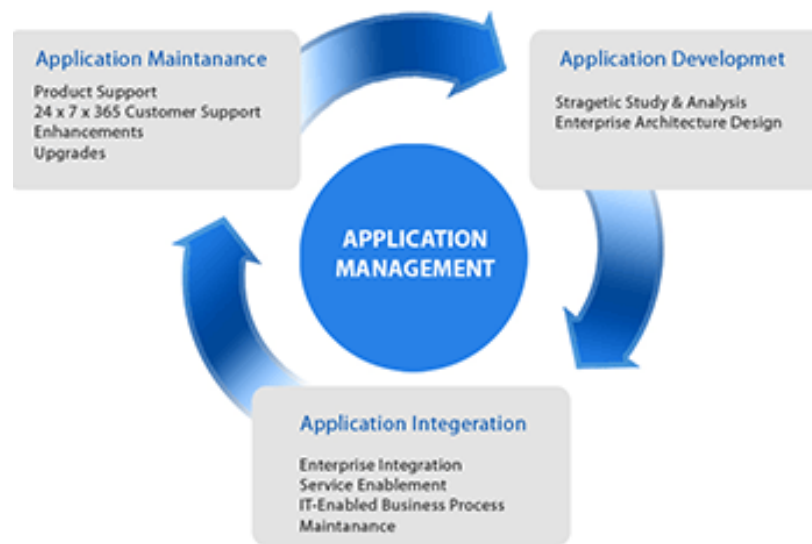 Application Maintanance
Product Support
24 x 7 x 365 Customer Support
Enhancements
Upgrades
Application Developmet
Stragetic Study & Analysis
Enterprise Architecture Design
APPLICATION
MANAGEMENT
Application Integeration
Enterprise Integration
Service Enablement
IT-Enabled Business Process
Maintanance